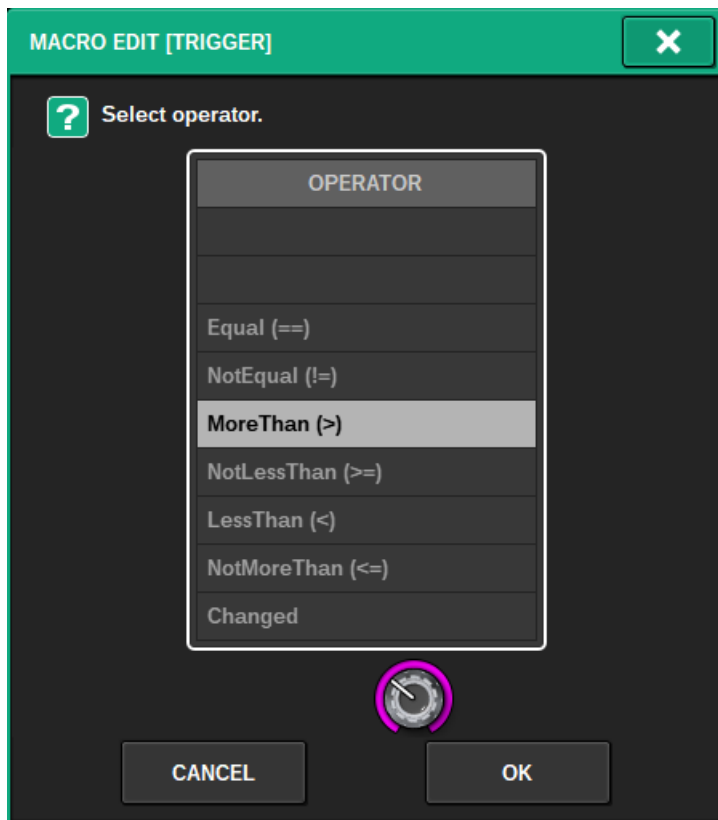 MACRO EDIT [TRIGGER]
Select operator.
OPERATOR
Equal (==)
NotEqual (!=)
MoreThan (>)
NotLessThan (>=)
LessThan (<)
NotMoreThan (<=)
Changed
CANCEL OK